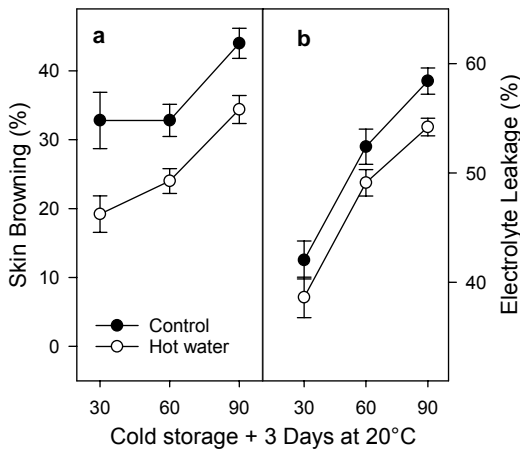 a
b
Skin Browning (%)
40
30
20
10
0
Control
Hot water
60
50
40
Electrolyte Leakage (%)
30 60 90 30 60 90
Cold storage + 3 Days at 20°C